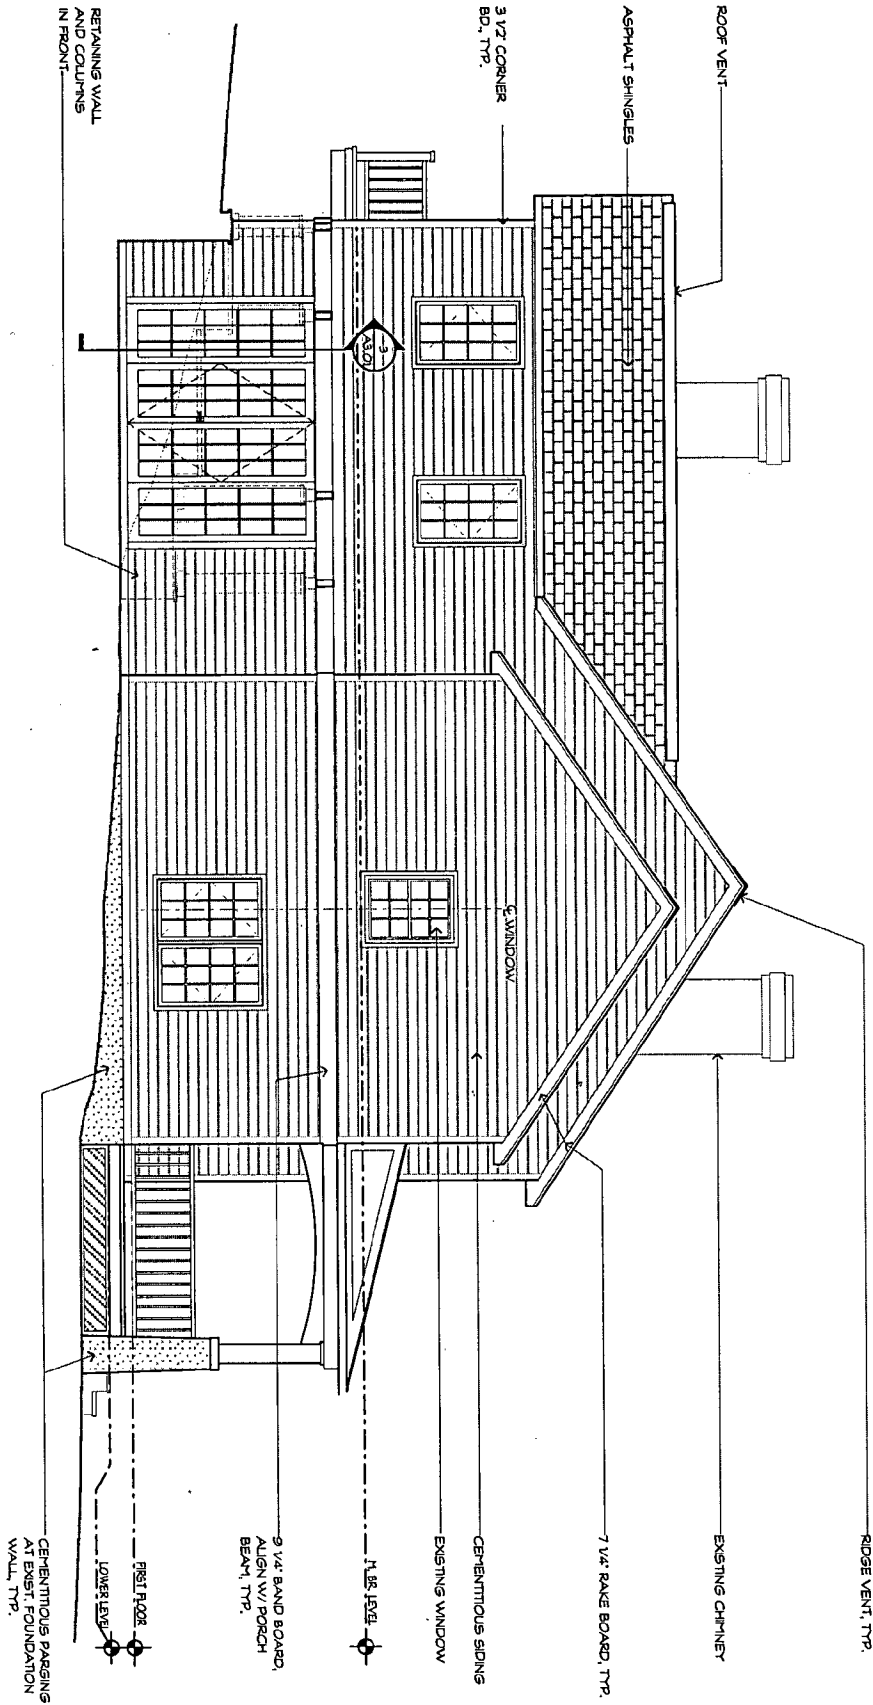 ROOF VENT
ASPHALT SHINGLES
3 1/2" CORNER
BD., TYP.
RETAINING WALL
AND COLUMNS
IN FRONT
3
A3.01
℄ WINDOW
RIDGE VENT, TYP.
EXISTING CHIMNEY
7 1/4" RAKE BOARD, TYP.
CEMENTITIOUS SIDING
EXISTING WINDOW
M. BR. LEVEL
9 1/4" BAND BOARD,
ALIGN W/ PORCH
BEAM, TYP.
FIRST FLOOR
LOWER LEVEL
CEMENTITIOUS PARGING
AT EXIST. FOUNDATION
WALL, TYP.